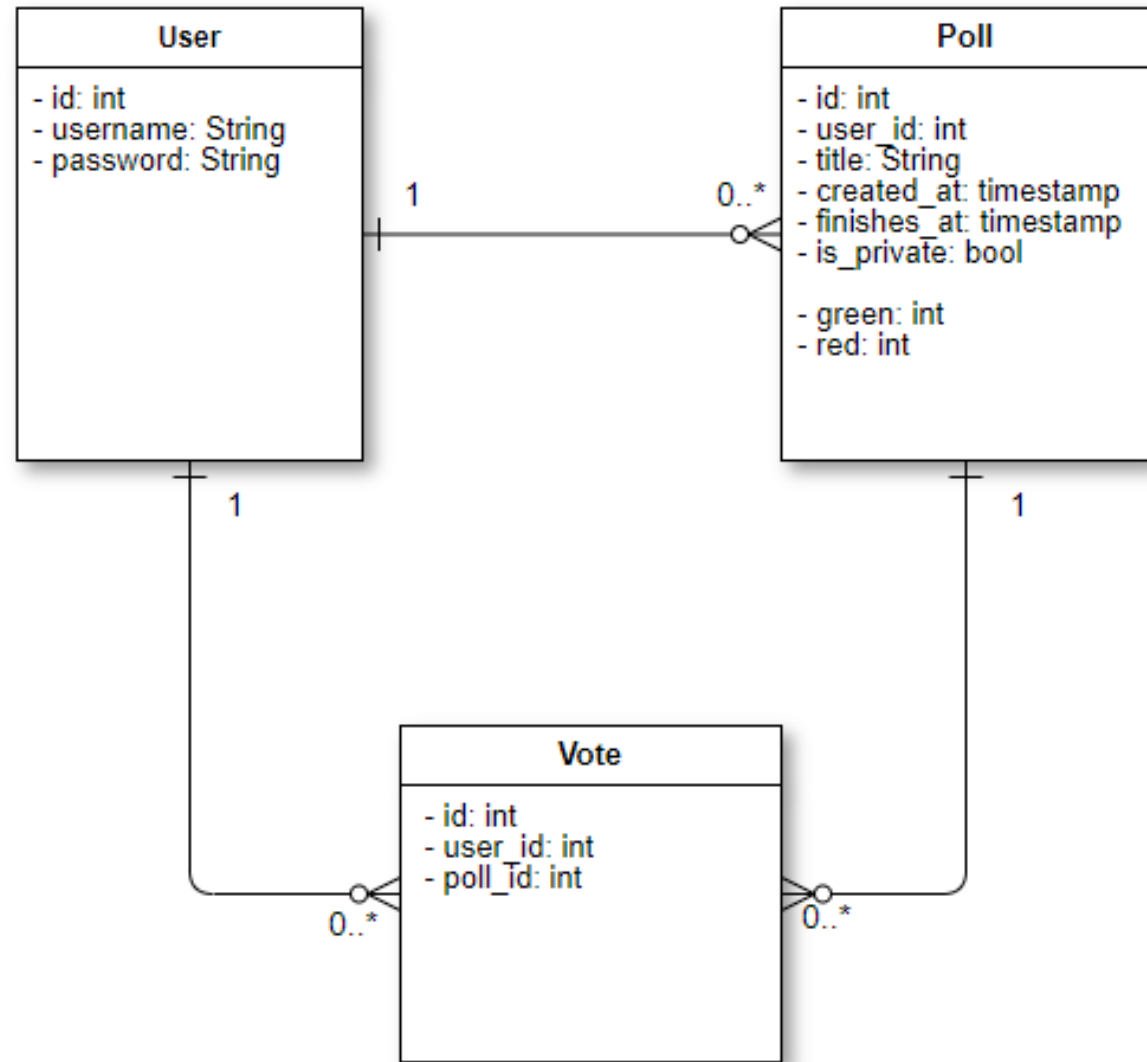 User
- id: int
- username: String
- password: String
1
0..*
Poll
- id: int
- user_id: int
- title: String
- created_at: timestamp
- finishes_at: timestamp
- is_private: bool
- green: int
- red: int
1
1
Vote
- id: int
- user_id: int
- poll_id: int
0..*
0..*